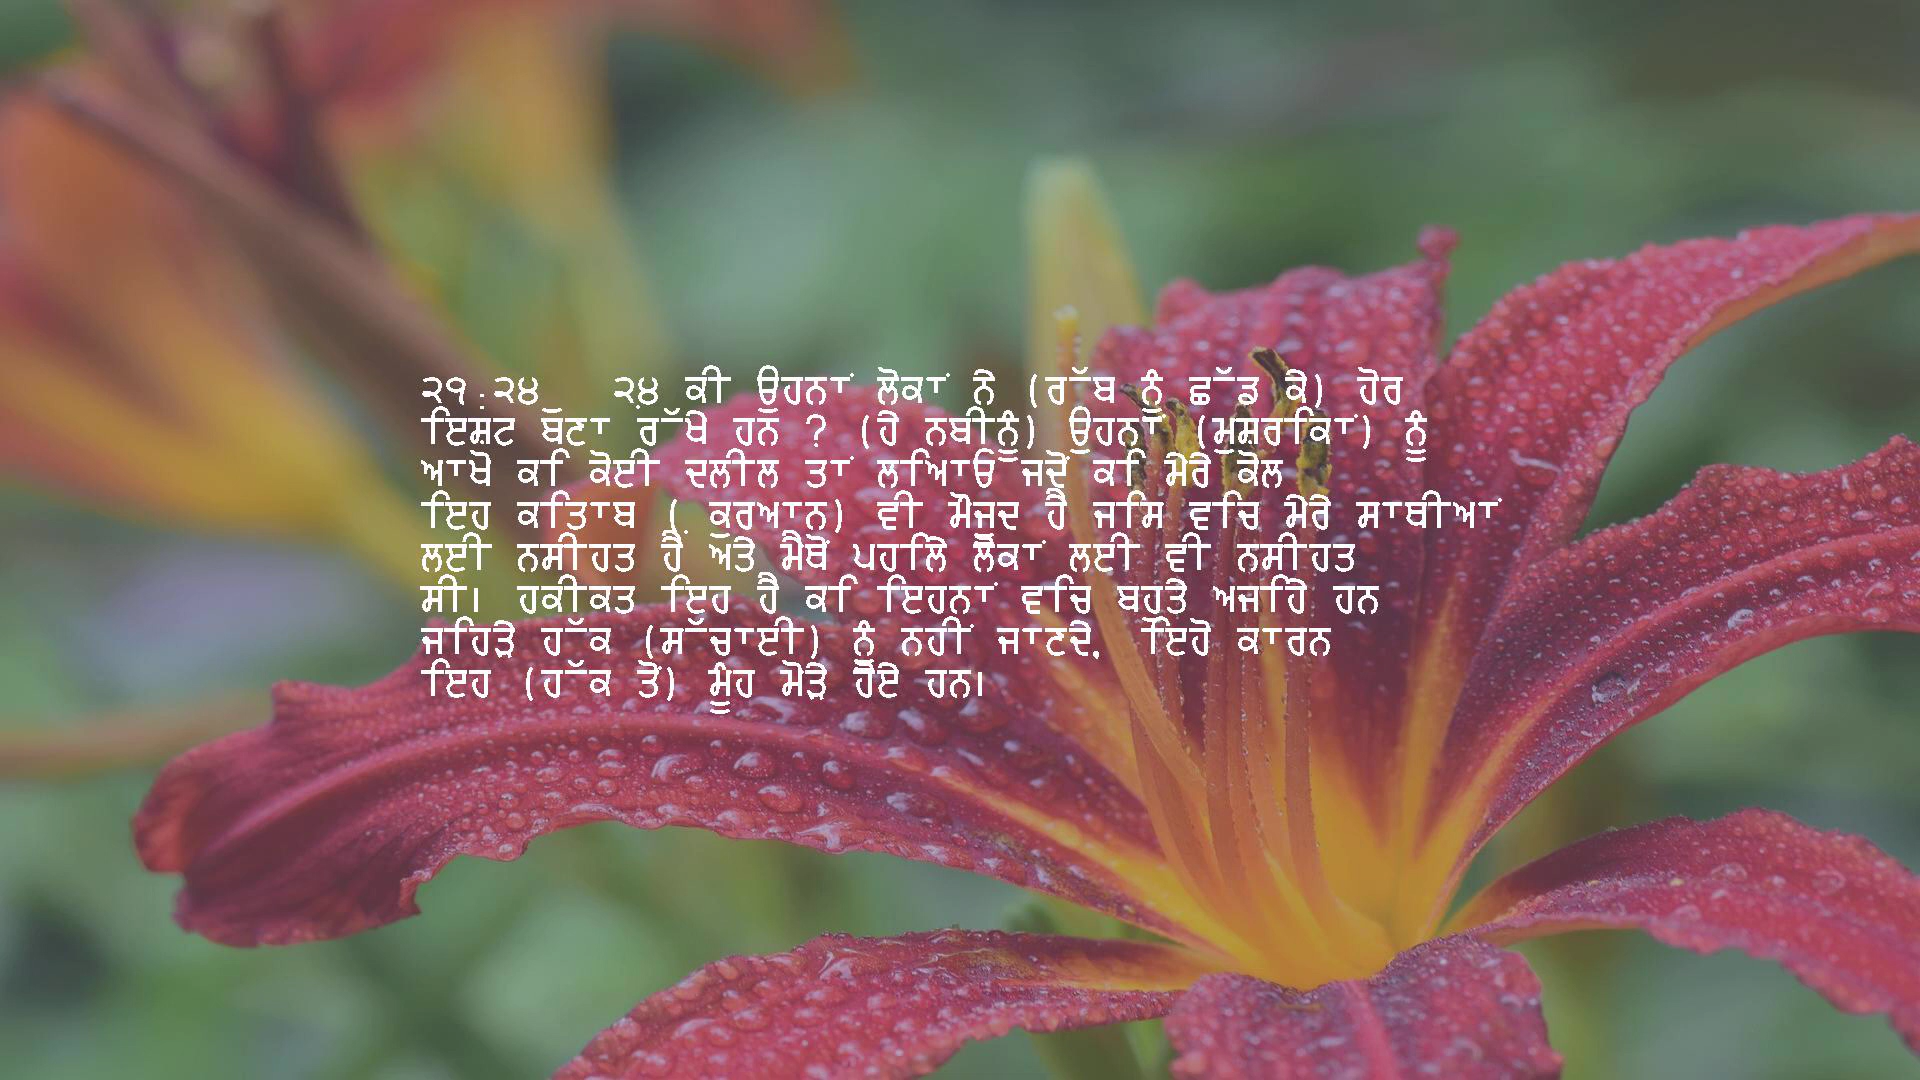 ੨੧:੨੪ ੨੪਼ ਕੀ ਉਹਨਾਂ ਲੋਕਾਂ ਨੇ (ਰੱਬ ਨੂੰ ਛੱਡ ਕੇ) ਹੋਰ
ਇਸ਼ਟ ਬਣਾ ਰੱਖੇ ਹਨ ? (ਹੇ ਨਬੀਨੂੰ) ਉਹਨਾਂ (ਮੁਸ਼ਰਿਕਾਂ) ਨੂੰ
ਆਖੋ ਕਿ ਕੋਈ ਦਲੀਲ ਤਾਂ ਲਿਆਓ ਜਦੋਂ ਕਿ ਮੇਰੇ ਕੋਲ
ਇਹ ਕਿਤਾਬ (.ਕੁਰਆਨ) ਵੀ ਮੌਜੂਦ ਹੈ ਜਿਸ ਵਿਚ ਮੇਰੇ ਸਾਥੀਆਂ
ਲਈ ਨਸੀਹਤ ਹੈ ਅਤੇ ਮੈਥੋਂ ਪਹਿਲੇ ਲੋਕਾਂ ਲਈ ਵੀ ਨਸੀਹਤ
ਸੀ। ਹਕੀਕਤ ਇਹ ਹੈ ਕਿ ਇਹਨਾਂ ਵਿਚ ਬਹੁਤੇ ਅਜਿਹੇ ਹਨ
ਜਿਹੜੇ ਹੱਕ (ਸੱਚਾਈ) ਨੂੰ ਨਹੀਂ ਜਾਣਦੇ, ਇਹੋ ਕਾਰਨ
ਇਹ (ਹੱਕ ਤੋਂ) ਮੂੰਹ ਮੋੜੇ ਹੋਏ ਹਨ।